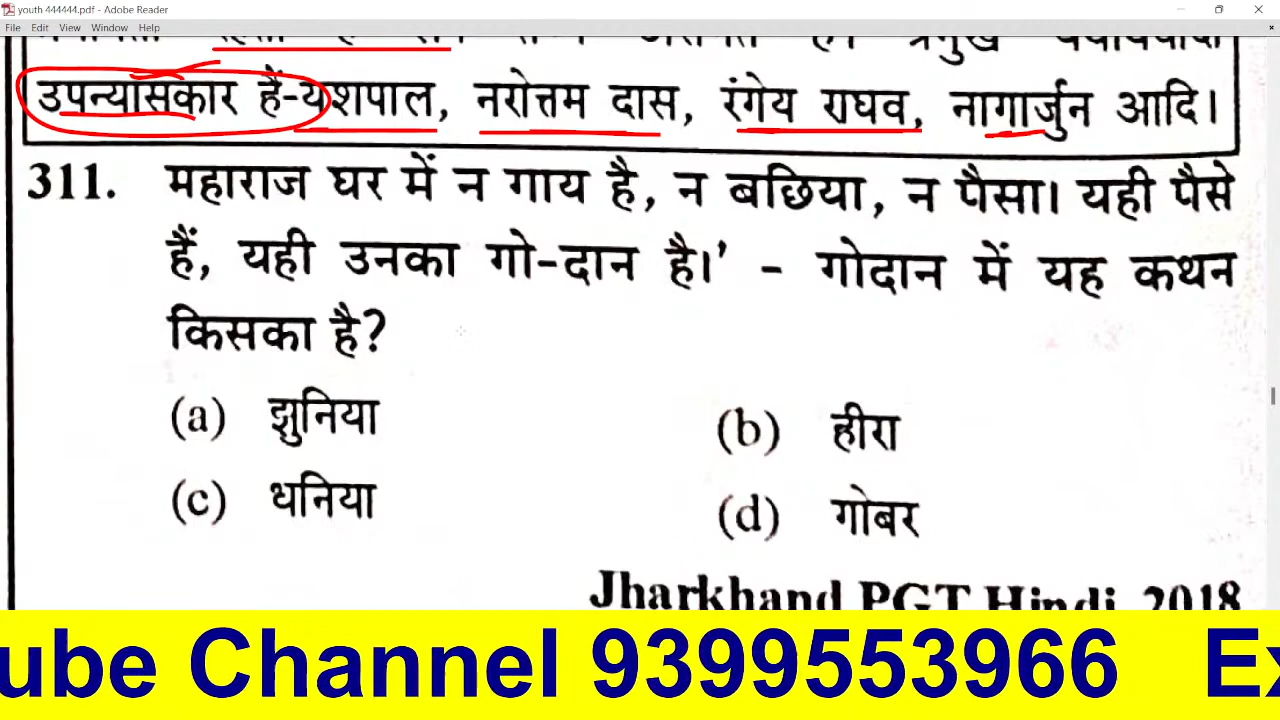 youth 444444.pdf - Adobe Reader
File Edit View Window Help
उपन्यासकार हैं-यशपाल, नरोत्तम दास, रंगेय राघव, नागार्जुन आदि।
311. महाराज घर में न गाय है, न बछिया, न पैसा। यही पैसे
हैं, यही उनका गो-दान है।' - गोदान में यह कथन
किसका है?
(a) झुनिया (b) हीरा
(c) धनिया (d) गोबर
Jharkhand PGT Hindi 2018
ube Channel 9399553966 Ex